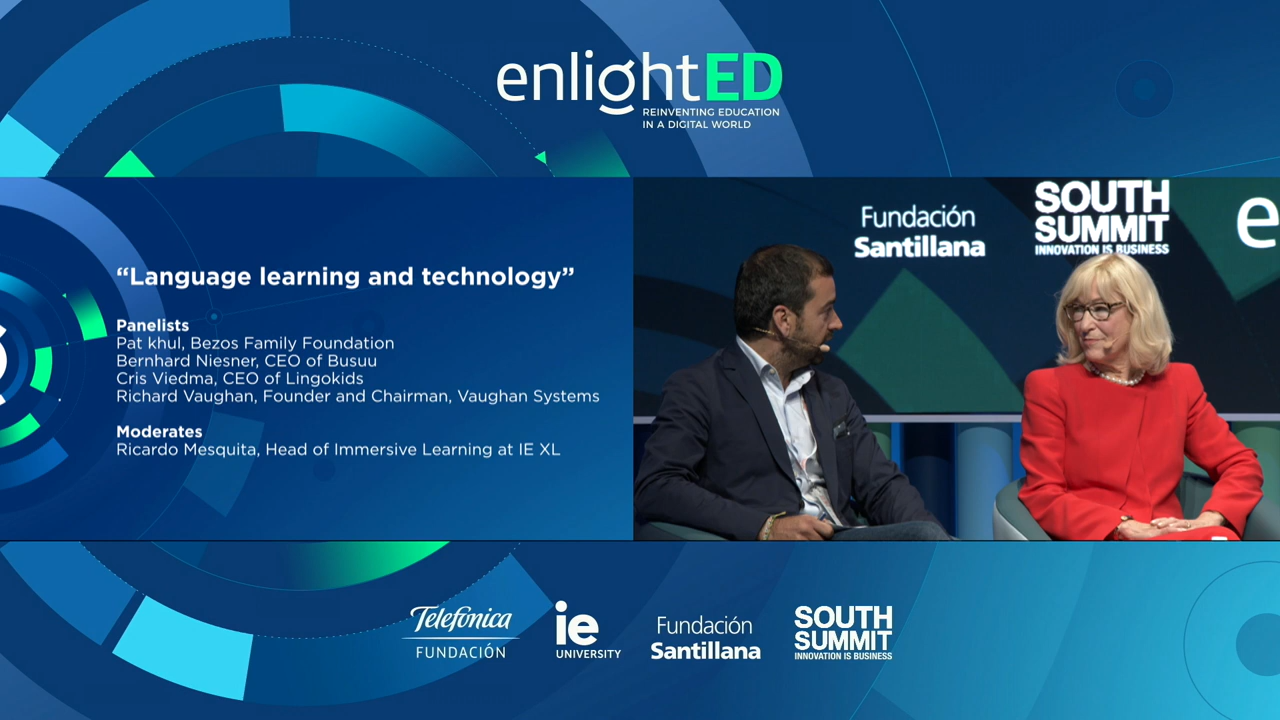 enlightED
REINVENTING EDUCATION
IN A DIGITAL WORLD
“Language learning and technology”
Panelists
Pat khul, Bezos Family Foundation
Bernhard Niesner, CEO of Busuu
Cris Viedma, CEO of Lingokids
Richard Vaughan, Founder and Chairman, Vaughan Systems
Moderates
Ricardo Mesquita, Head of Immersive Learning at IE XL
Fundación
Santillana
SOUTH
SUMMIT
INNOVATION IS BUSINESS
e
Telefónica
FUNDACIÓN
ie
UNIVERSITY
Fundación
Santillana
SOUTH
SUMMIT
INNOVATION IS BUSINESS